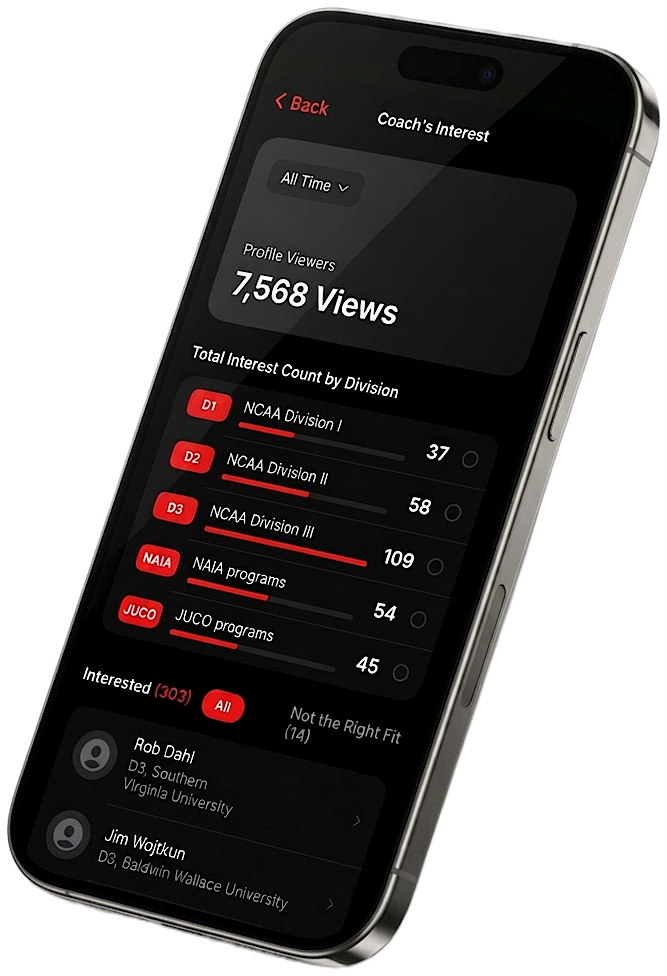 Back
Coach's Interest
All Time
Profile Viewers
7,568 Views
Total Interest Count by Division
D1 NCAA Division I 37
D2 NCAA Division II 58
D3 NCAA Division III 109
NAIA NAIA programs 54
JUCO JUCO programs 45
Interested (303) All Not the Right Fit
(14)
Rob Dahl
D3, Southern
Virginia University
Jim Wojtkun
D3, Baldwin Wallace University